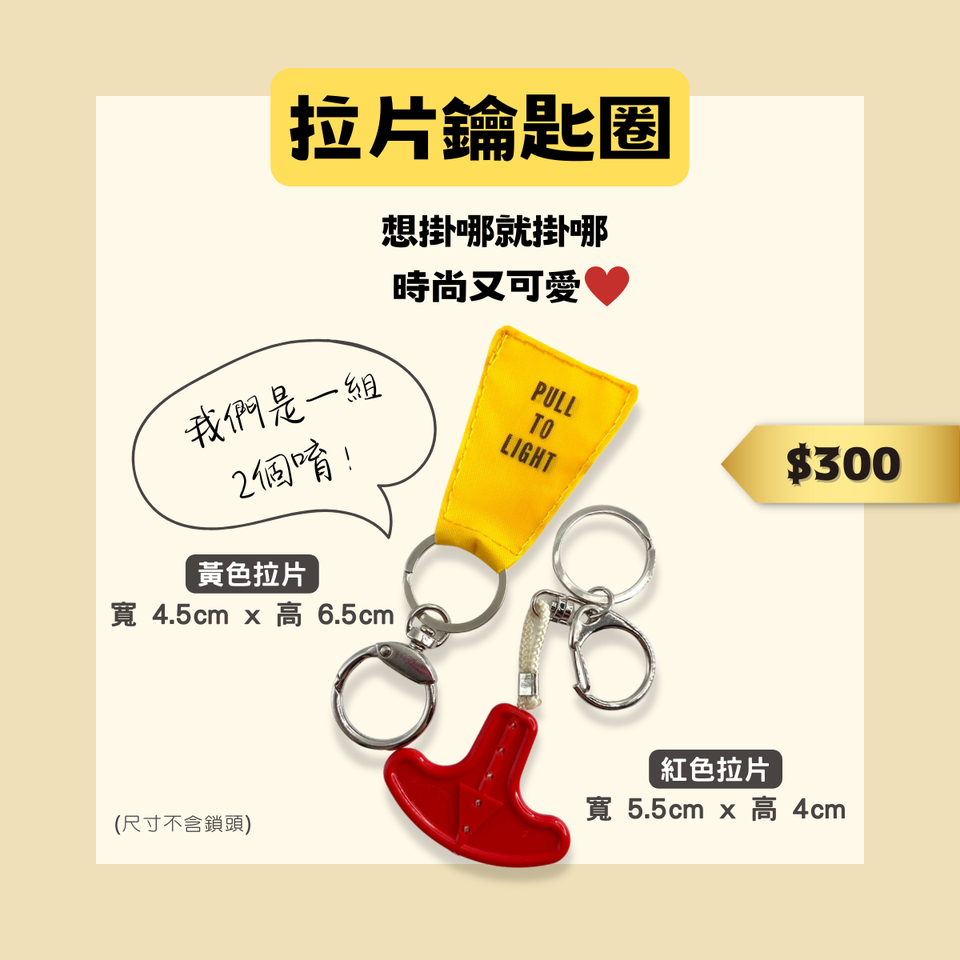 拉片鑰匙圈
想掛哪就掛哪
時尚又可愛
我們是一組
2個唷！
PULL
TO
LIGHT
$300
黃色拉片
寬 4.5cm x 高 6.5cm
紅色拉片
寬 5.5cm x 高 4cm
(尺寸不含鎖頭)